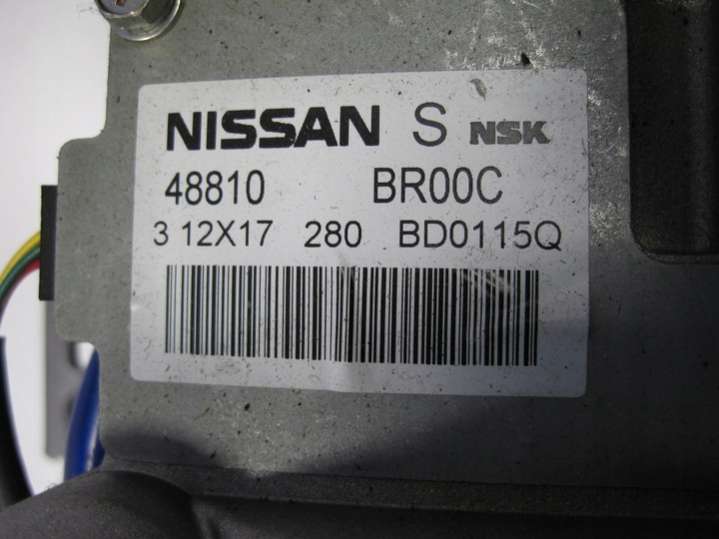 NISSAN S NSK
48810 BR00C
3 12X17 280 BD0115Q